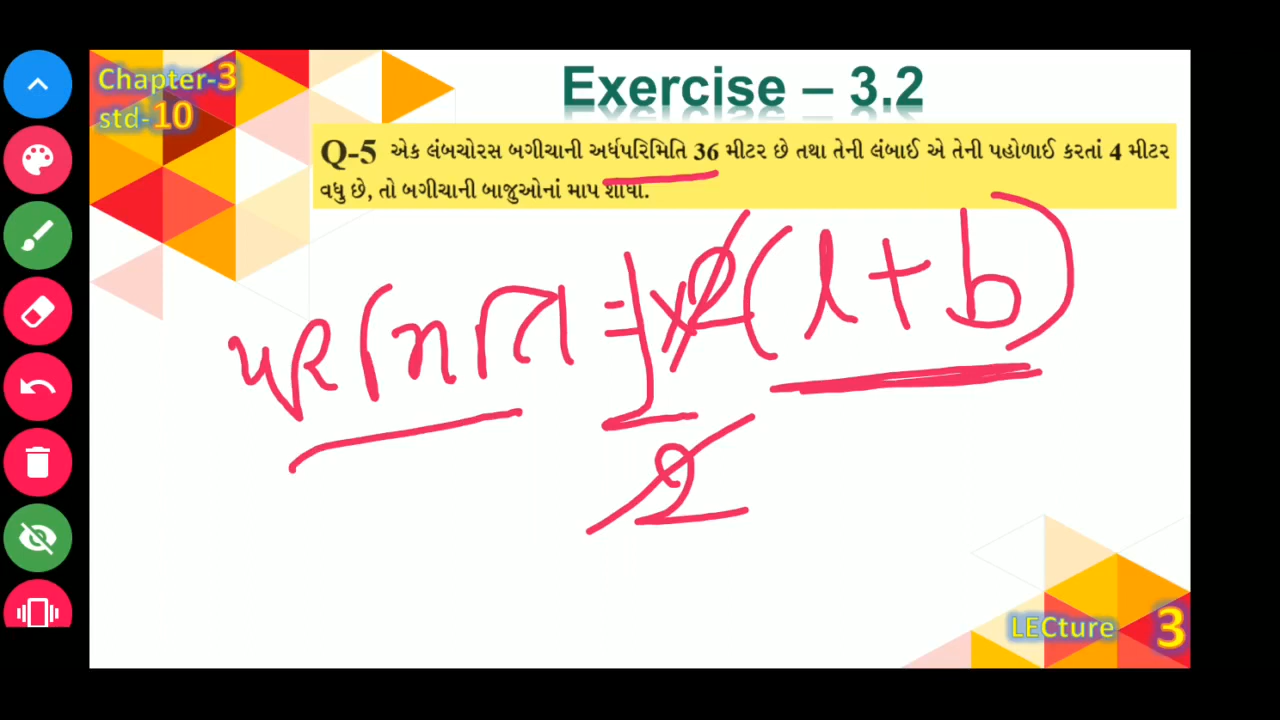 Chapter-3
std-10
Exercise – 3.2
Q-5 એક લંબચોરસ બગીચાની અર્ધપરિમિતિ 36 મીટર છે તથા તેની લંબાઈ એ તેની પહોળાઈ કરતાં 4 મીટર
વધુ છે, તો બગીચાની બાજુઓનાં માપ શોધો.
પરિમિતિ = 1 × 2 ( l + b )
2
LECture 3